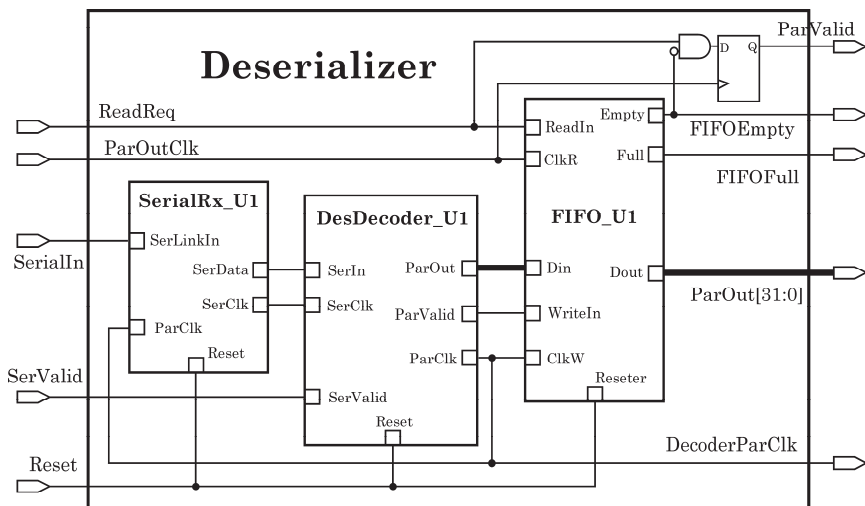 ParValid
D
Q
Deserializer
ReadReq
ReadIn
Empty
FIFOEmpty
ParOutClk
ClkR
Full
FIFOFull
SerialRx_U1
DesDecoder_U1
FIFO_U1
SerLinkIn
SerialIn
SerData
SerIn
ParOut
Din
Dout
ParOut[31:0]
SerClk
SerClk
ParValid
WriteIn
ParClk
ParClk
ClkW
Reset
Reseter
SerValid
SerValid
Reset
DecoderParClk
Reset